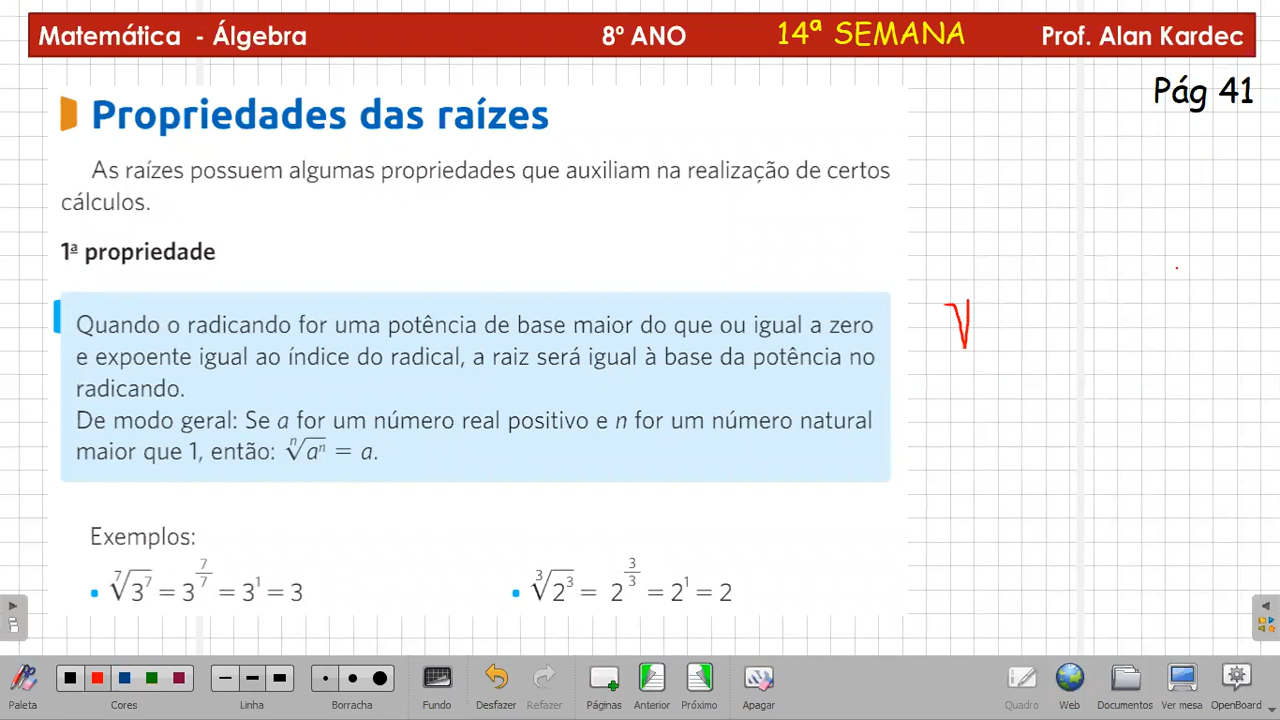 Matemática - Álgebra 8º ANO 14ª SEMANA Prof. Alan Kardec
Pág 41
Propriedades das raízes
As raízes possuem algumas propriedades que auxiliam na realização de certos
cálculos.
1ª propriedade
Quando o radicando for uma potência de base maior do que ou igual a zero
e expoente igual ao índice do radical, a raiz será igual à base da potência no
radicando.
De modo geral: Se a for um número real positivo e n for um número natural
maior que 1, então: ⁿ√aⁿ = a.
√
Exemplos:
• ⁷√3⁷ = 3^(7/7) = 3¹ = 3 • ³√2³ = 2^(3/3) = 2¹ = 2
Paleta Cores Linha Borracha Fundo Desfazer Refazer Páginas Anterior Próximo Apagar Quadro Web Documentos Ver mesa OpenBoard